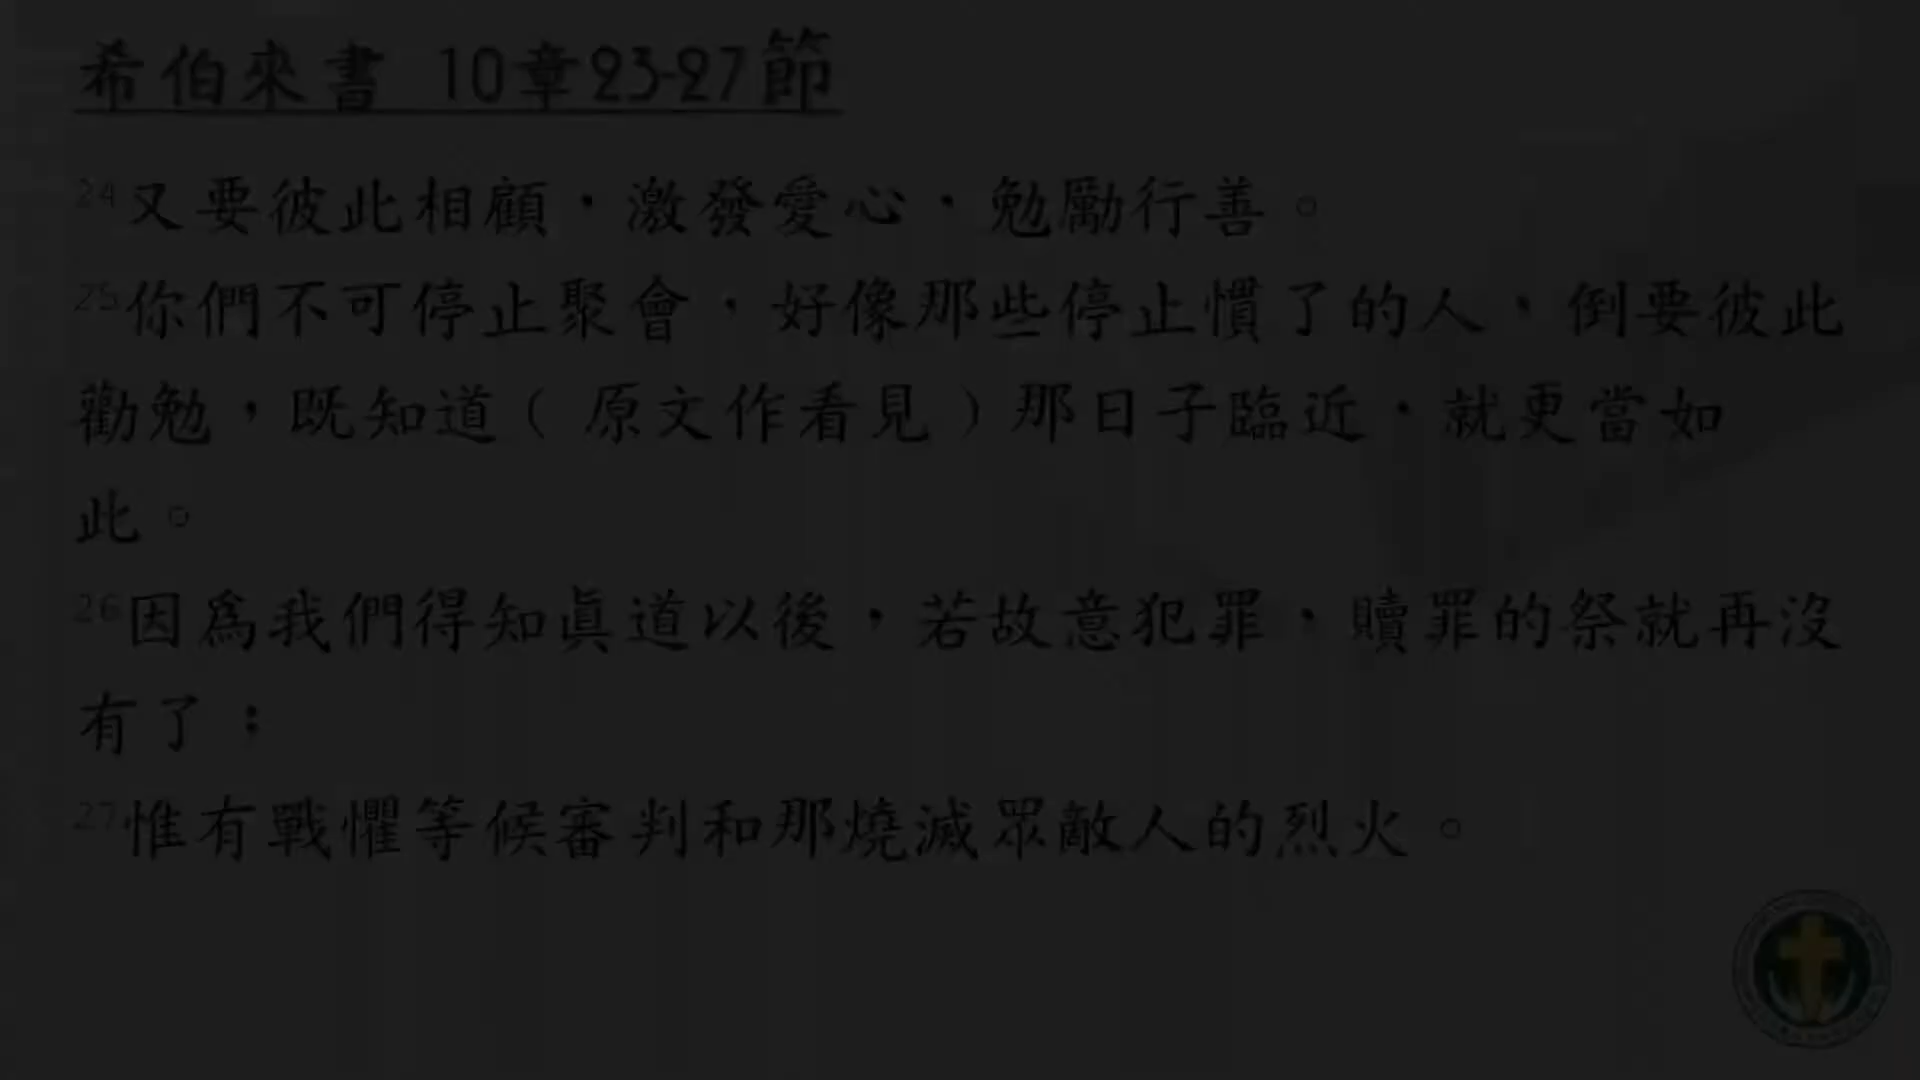 希伯來書 10章23-27節
24又要彼此相顧，激發愛心，勉勵行善。
25你們不可停止聚會，好像那些停止慣了的人，倒要彼此
勸勉，既知道（原文作看見）那日子臨近，就更當如
此。
26因爲我們得知眞道以後，若故意犯罪，贖罪的祭就再沒
有了；
27惟有戰懼等候審判和那燒滅眾敵人的烈火。